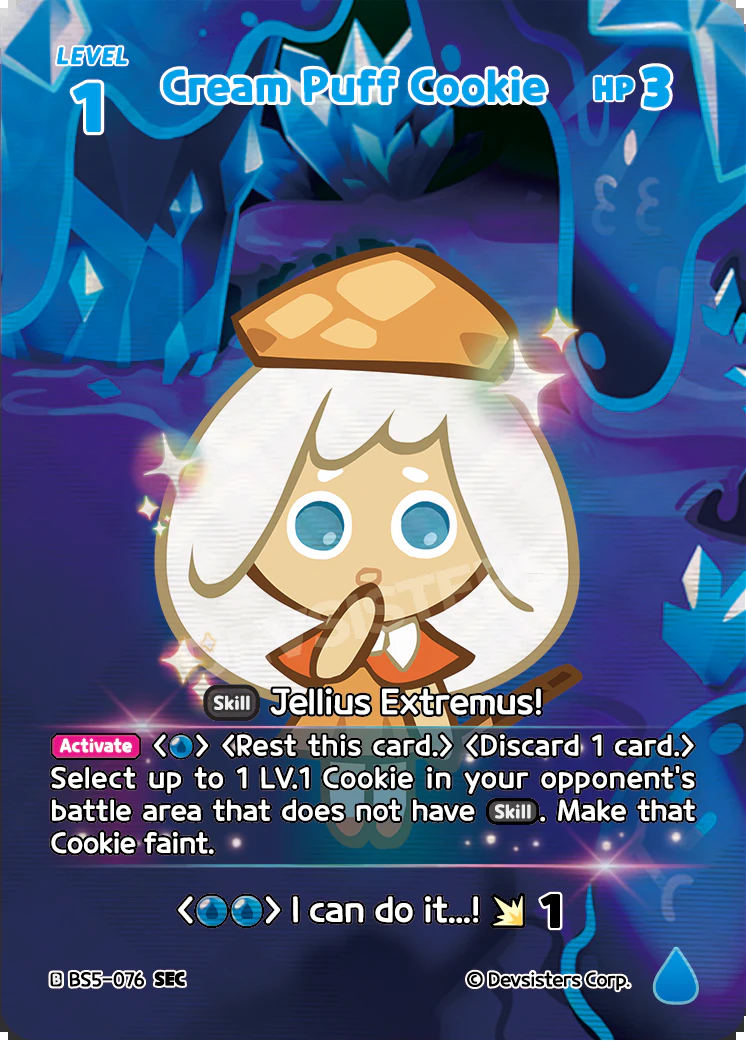 LEVEL
1
Cream Puff Cookie
HP 3
DEVSISTERS
Skill Jellius Extremus!
Activate < > <Rest this card.> <Discard 1 card.>
Select up to 1 LV.1 Cookie in your opponent's
battle area that does not have Skill. Make that
Cookie faint.
< > I can do it...! 1
B BS5-076 SEC
© Devsisters Corp.